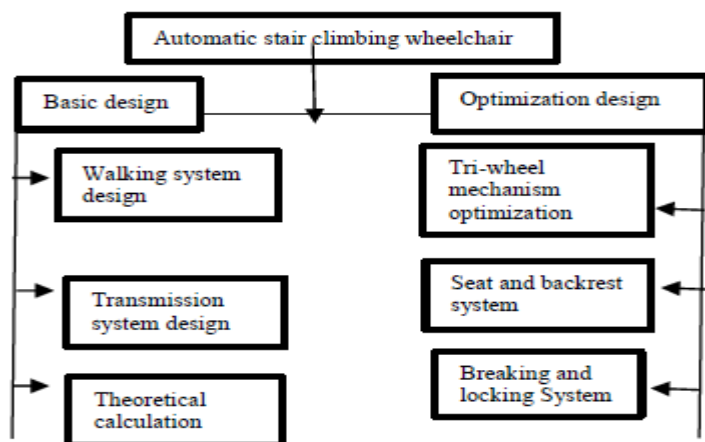 Automatic stair climbing wheelchair
Basic design
Optimization design
Walking system
design
Tri-wheel
mechanism
optimization
Transmission
system design
Seat and backrest
system
Theoretical
calculation
Breaking and
locking System